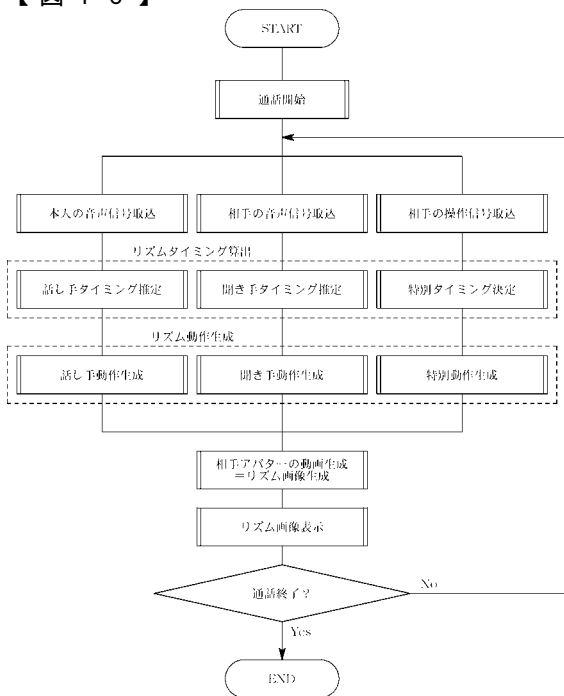 START
通話開始
本人の音声信号取込
相手の音声信号取込
相手の操作信号取込
リズムタイミング算出
話し手タイミング推定
聞き手タイミング推定
特別タイミング決定
リズム動作生成
話し手動作生成
聞き手動作生成
特別動作生成
相手アバターの動画生成
=リズム画像生成
リズム画像表示
通話終了?
No
Yes
END